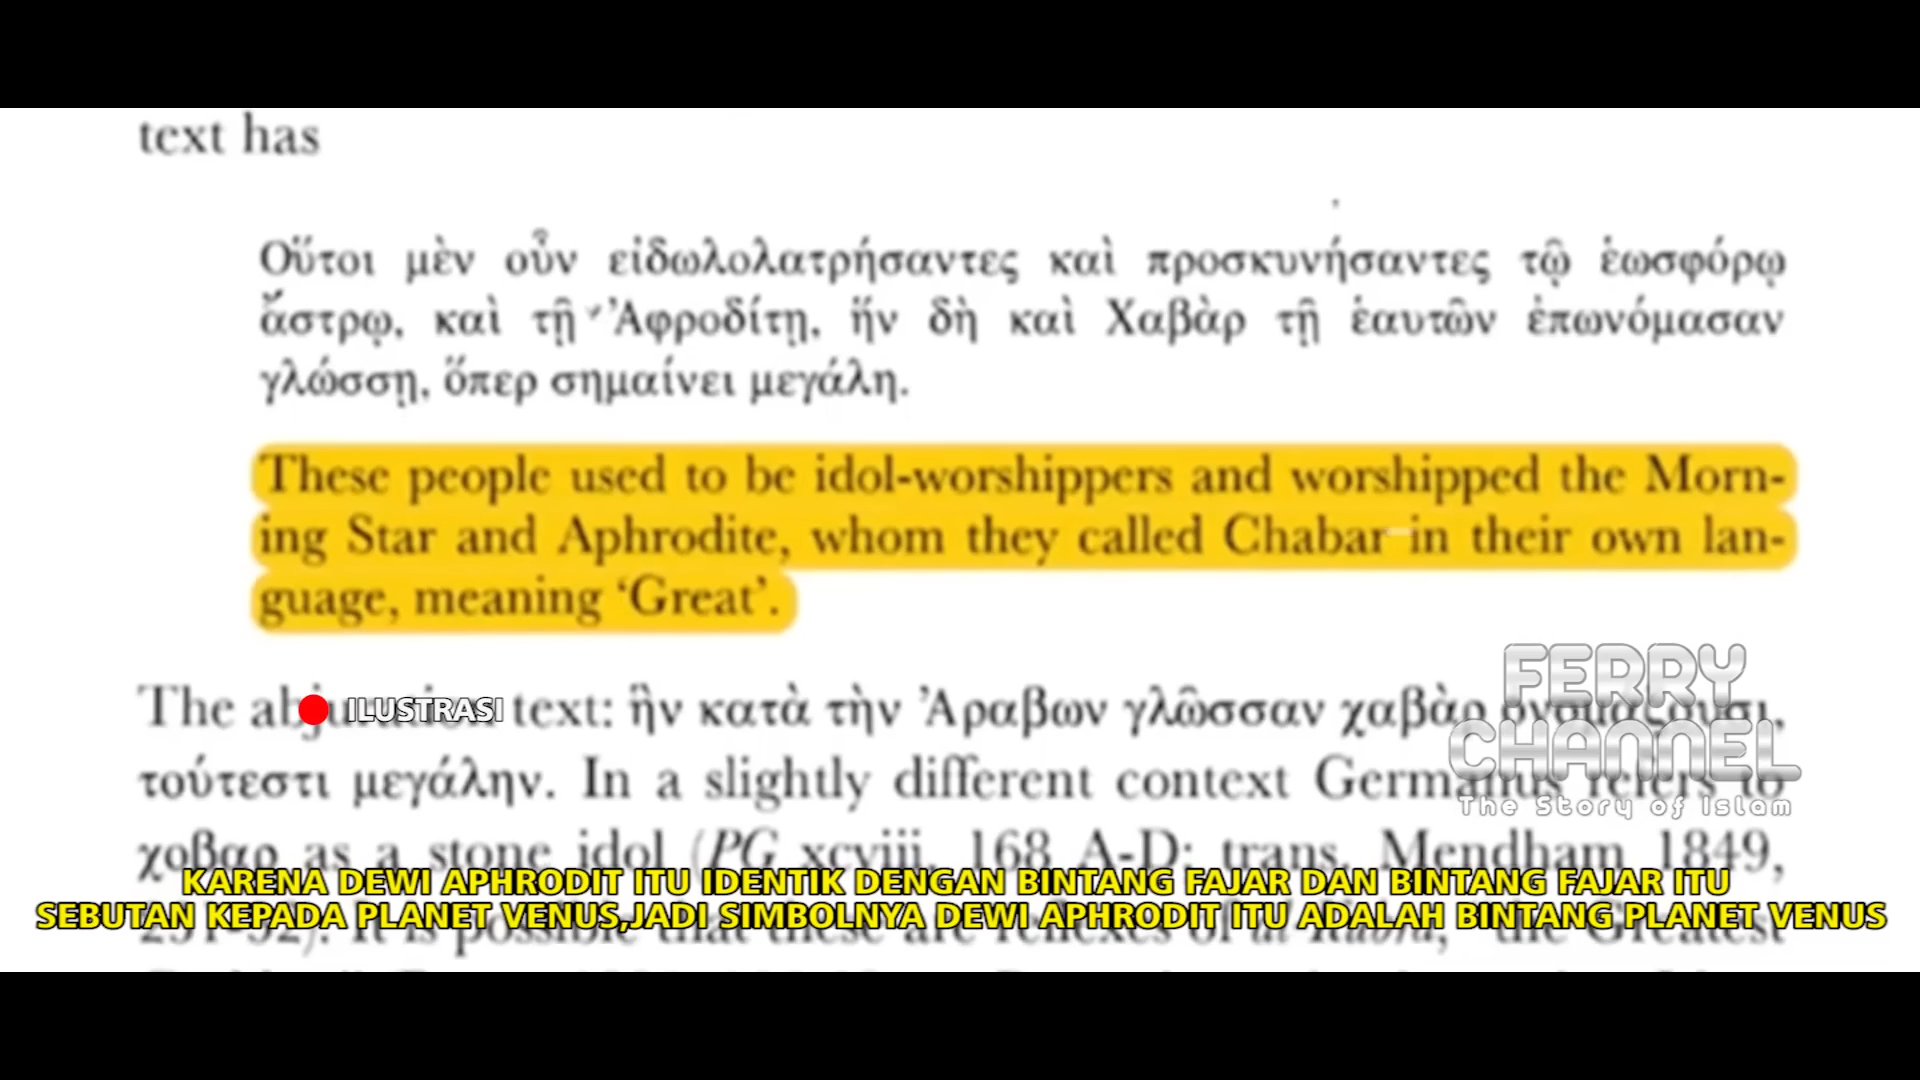 text has
Οὕτοι μὲν οὖν εἰδωλολατρήσαντες καὶ προσκυνήσαντες τῷ ἑωσφόρῳ
ἄστρῳ, καὶ τῇ Ἀφροδίτῃ, ἥν δὴ καὶ Χαβὰρ τῇ ἑαυτῶν ἐπωνόμασαν
γλώσσῃ, ὅπερ σημαίνει μεγάλη.
These people used to be idol-worshippers and worshipped the Morn-
ing Star and Aphrodite, whom they called Chabar in their own lan-
guage, meaning ‘Great’.
The text: ἣν κατὰ τὴν Ἀραβων γλῶσσαν χαβὰρ ὀνομάζουσι,
ILUSTRASI
τούτεστι μεγάλην. In a slightly different context Germanus refers to
FERRY
CHANNEL
The Story of Islam
χοβαρ as a stone idol (PG xcviii, 168 A-D; trans. Mendham 1849,
KARENA DEWI APHRODIT ITU IDENTIK DENGAN BINTANG FAJAR DAN BINTANG FAJAR ITU
SEBUTAN KEPADA PLANET VENUS,JADI SIMBOLNYA DEWI APHRODIT ITU ADALAH BINTANG PLANET VENUS